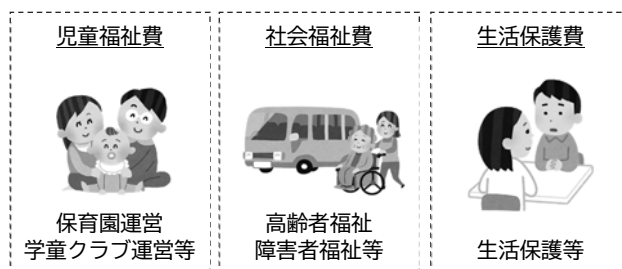 児童福祉費
保育園運営
学童クラブ運営等
社会福祉費
高齢者福祉
障害者福祉等
生活保護費
生活保護等